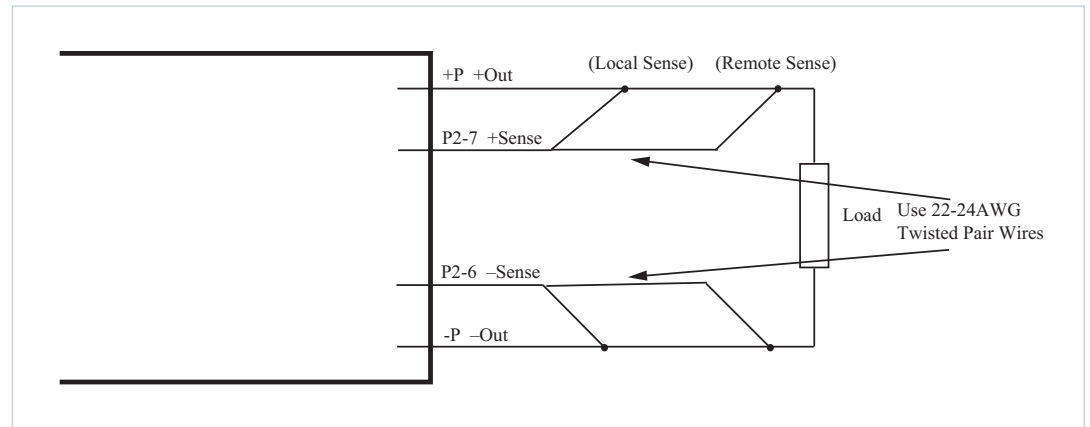 (Local Sense) (Remote Sense)
+P +Out
P2-7 +Sense
Load
Use 22-24AWG
Twisted Pair Wires
P2-6 –Sense
-P –Out